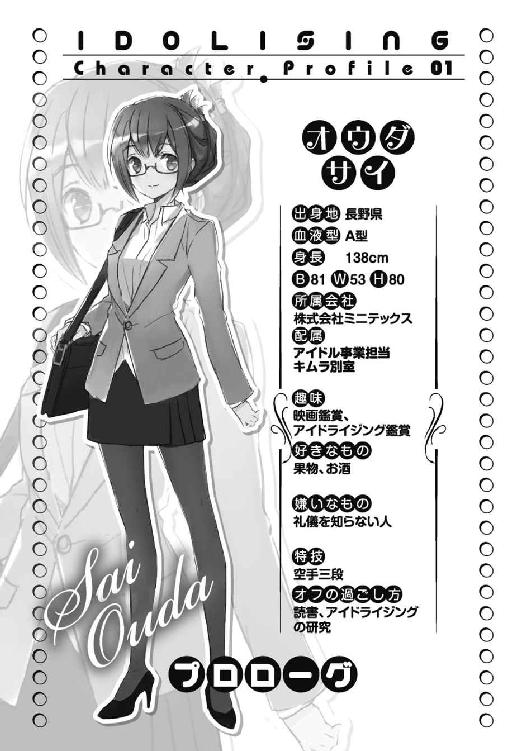 IDOLISING
Character Profile 01
オウダ
サイ
出身地 長野県
血液型 A型
身長 138cm
B81 W53 H80
所属会社
株式会社ミニテックス
配属
アイドル事業担当
キムラ別室
趣味
映画鑑賞、
アイドライジング鑑賞
好きなもの
果物、お酒
嫌いなもの
礼儀を知らない人
特技
空手三段
オフの過ごし方
読書、アイドライジング
の研究
Sai
Ouda
プロローグ